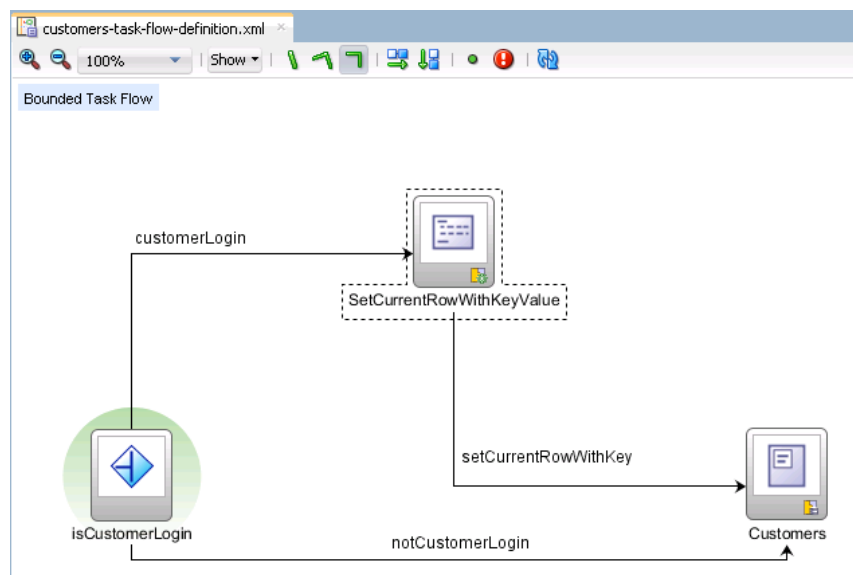 customers-task-flow-definition.xml
100%
Show
Bounded Task Flow
customerLogin
SetCurrentRowWithKeyValue
setCurrentRowWithKey
isCustomerLogin
Customers
notCustomerLogin